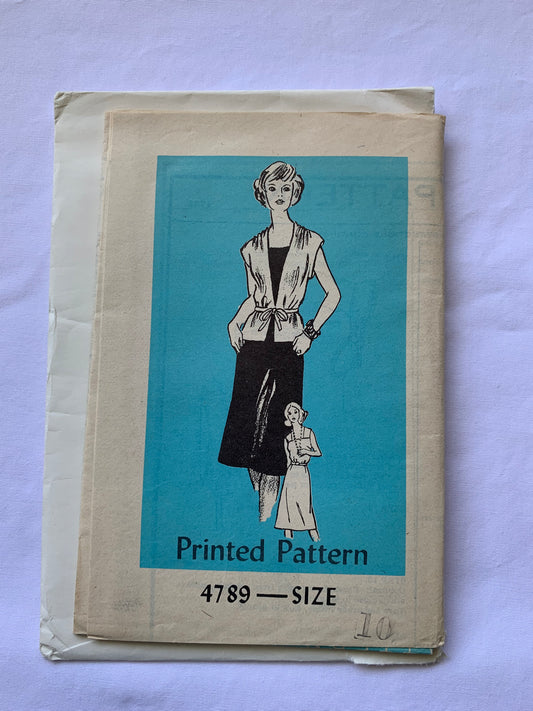 Printed Pattern
4789 — SIZE
10